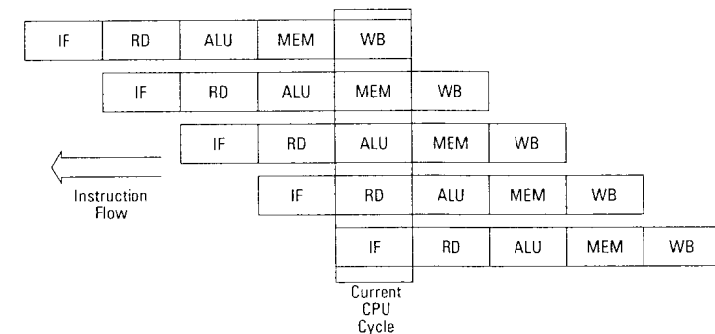 IF RD ALU MEM WB
IF RD ALU MEM WB
IF RD ALU MEM WB
IF RD ALU MEM WB
IF RD ALU MEM WB
Instruction
Flow
Current
CPU
Cycle